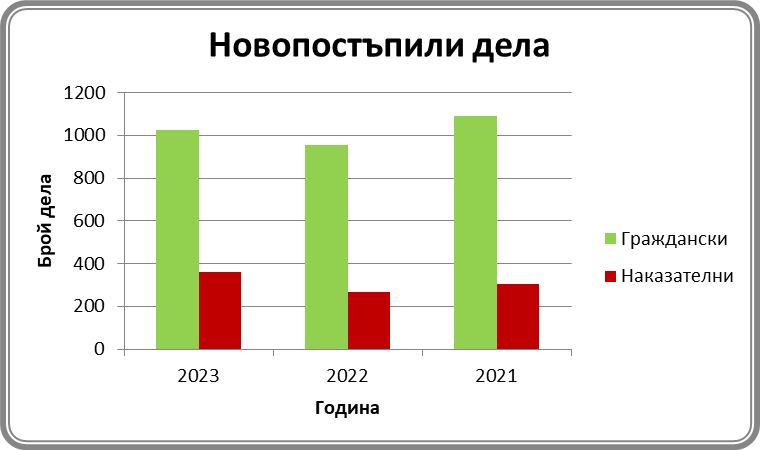 Новопостъпили дела
1200
1000
800
600
400
200
0
Брой дела
2023 2022 2021
Година
Граждански
Наказателни